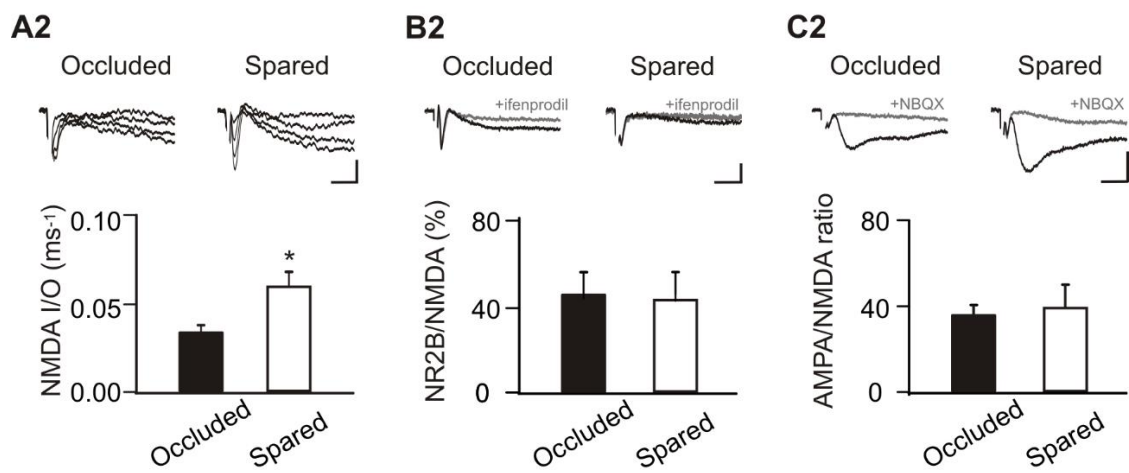 A2
Occluded Spared
NMDA I/O (ms-1)
0.10
0.05
0.00
*
Occluded
Spared
B2
Occluded Spared
+ifenprodil +ifenprodil
NR2B/NMDA (%)
80
40
0
Occluded
Spared
C2
Occluded Spared
+NBQX +NBQX
AMPA/NMDA ratio
80
40
0
Occluded
Spared